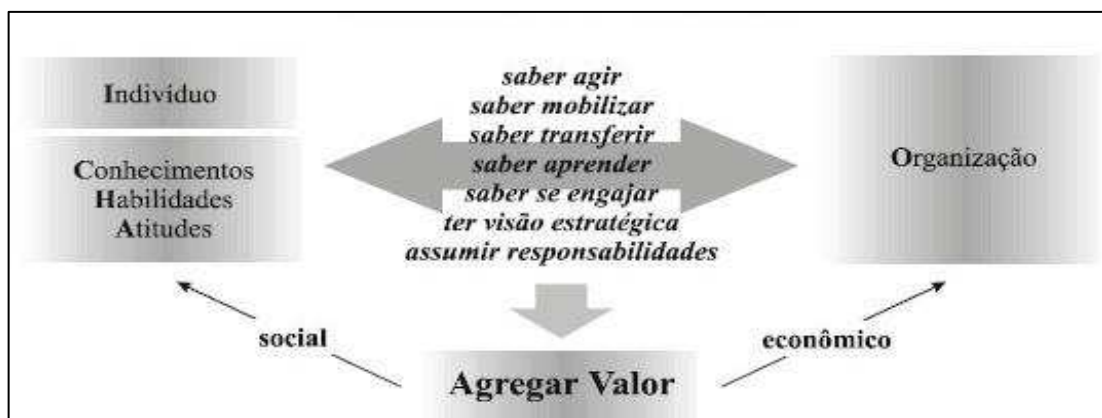 Indivíduo
Conhecimentos
Habilidades
Atitudes
saber agir
saber mobilizar
saber transferir
saber aprender
saber se engajar
ter visão estratégica
assumir responsabilidades
Organização
social
econômico
Agregar Valor